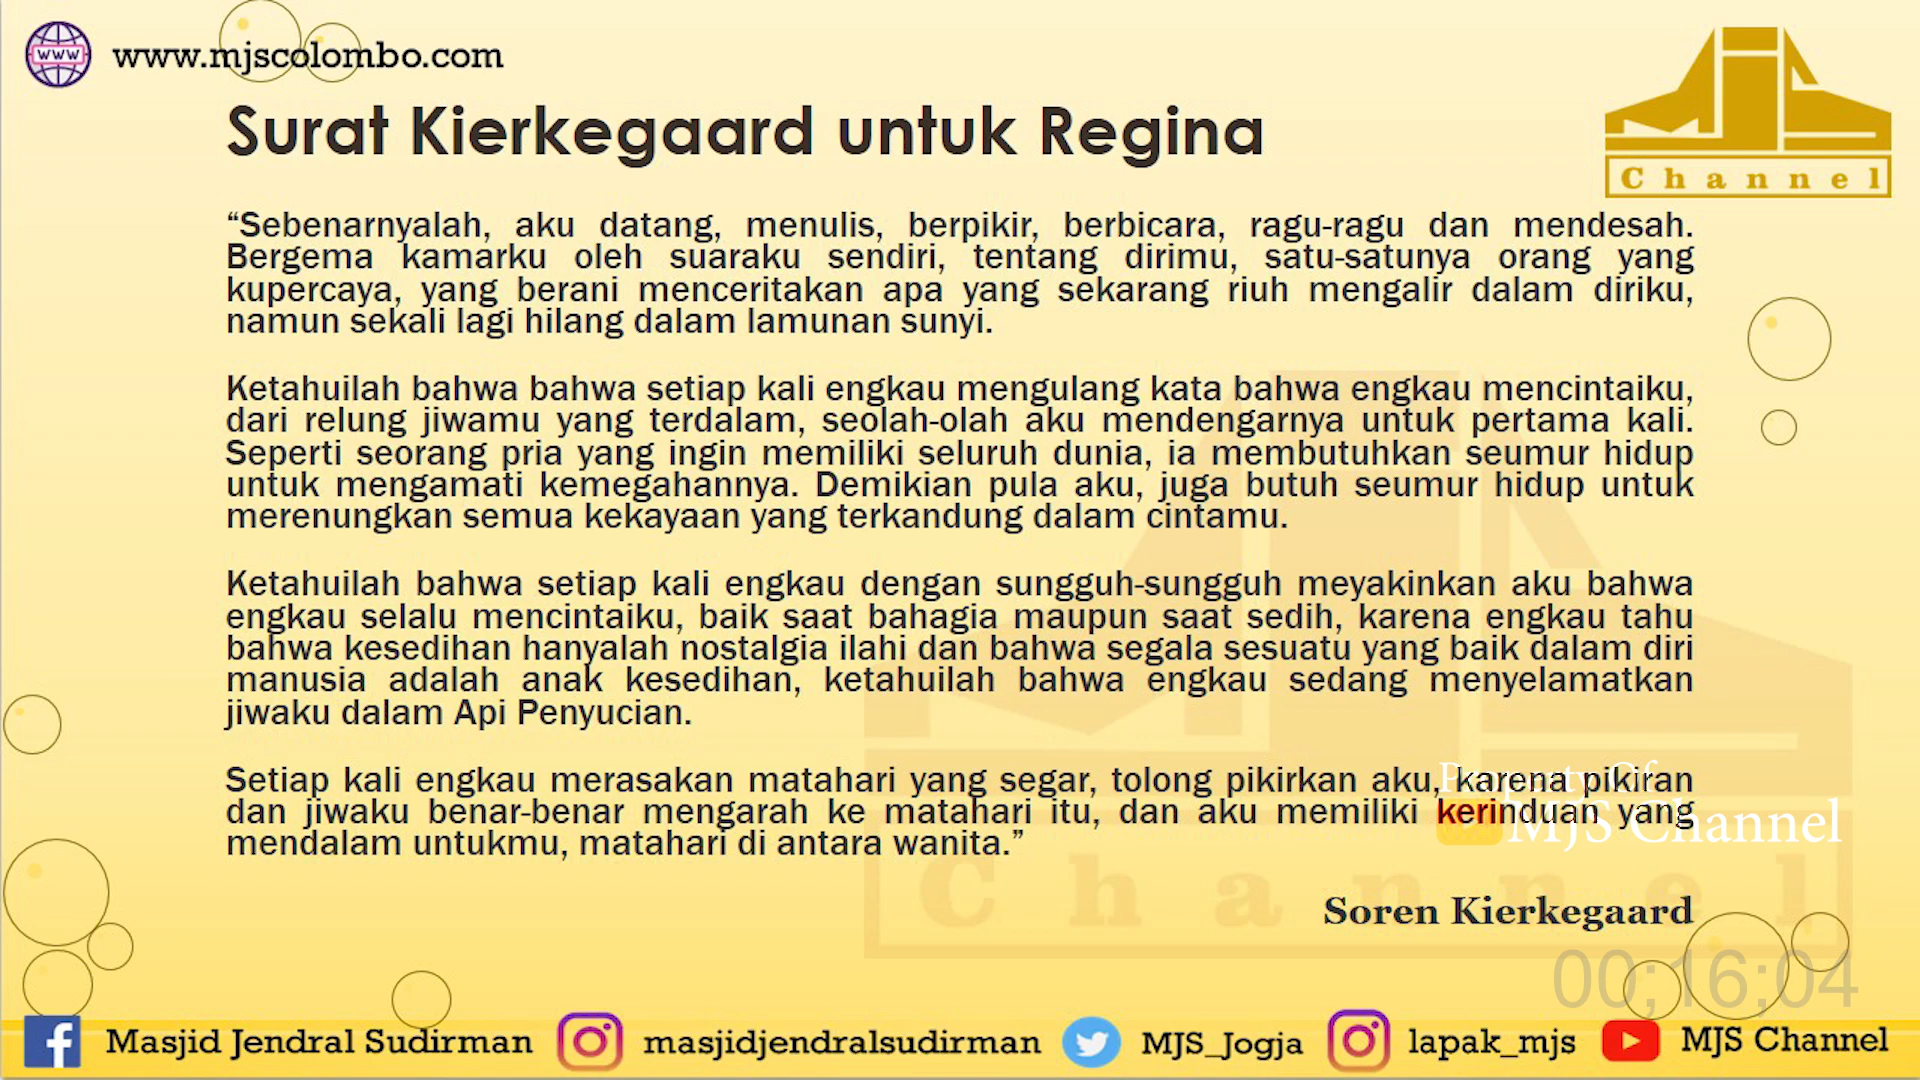 www
www.mjscolombo.com
Channel
Surat Kierkegaard untuk Regina
“Sebenarnyalah, aku datang, menulis, berpikir, berbicara, ragu-ragu dan mendesah.
Bergema kamarku oleh suaraku sendiri, tentang dirimu, satu-satunya orang yang
kupercaya, yang berani menceritakan apa yang sekarang riuh mengalir dalam diriku,
namun sekali lagi hilang dalam lamunan sunyi.
Ketahuilah bahwa bahwa setiap kali engkau mengulang kata bahwa engkau mencintaiku,
dari relung jiwamu yang terdalam, seolah-olah aku mendengarnya untuk pertama kali.
Seperti seorang pria yang ingin memiliki seluruh dunia, ia membutuhkan seumur hidup
untuk mengamati kemegahannya. Demikian pula aku, juga butuh seumur hidup untuk
merenungkan semua kekayaan yang terkandung dalam cintamu.
Ketahuilah bahwa setiap kali engkau dengan sungguh-sungguh meyakinkan aku bahwa
engkau selalu mencintaiku, baik saat bahagia maupun saat sedih, karena engkau tahu
bahwa kesedihan hanyalah nostalgia ilahi dan bahwa segala sesuatu yang baik dalam diri
manusia adalah anak kesedihan, ketahuilah bahwa engkau sedang menyelamatkan
jiwaku dalam Api Penyucian.
Setiap kali engkau merasakan matahari yang segar, tolong pikirkan aku, karena pikiran
dan jiwaku benar-benar mengarah ke matahari itu, dan aku memiliki kerinduan yang
mendalam untukmu, matahari di antara wanita.”
Property Of
MJS Channel
Channel
Soren Kierkegaard
00;16;04
Masjid Jendral Sudirman masjidjendralsudirman MJS_Jogja lapak_mjs MJS Channel